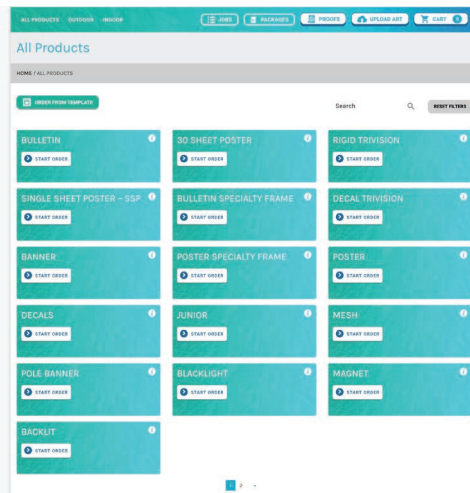 ALL PRODUCTS OUTDOOR INDOOR JOBS PACKAGES PROOFS UPLOAD ART CART 0
All Products
HOME / ALL PRODUCTS
ORDER FROM TEMPLATE Search RESET FILTERS
BULLETIN 30 SHEET POSTER RIGID TRIVISION
START ORDER START ORDER START ORDER
SINGLE SHEET POSTER – SSP BULLETIN SPECIALTY FRAME DECAL TRIVISION
START ORDER START ORDER START ORDER
BANNER POSTER SPECIALTY FRAME POSTER
START ORDER START ORDER START ORDER
DECALS JUNIOR MESH
START ORDER START ORDER START ORDER
POLE BANNER BLACKLIGHT MAGNET
START ORDER START ORDER START ORDER
BACKLIT
START ORDER
1 2